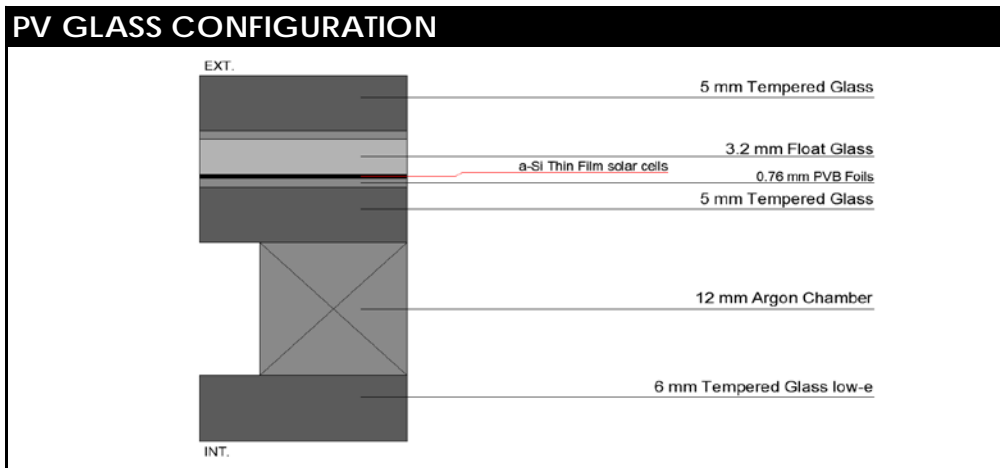 PV GLASS CONFIGURATION
EXT.
5 mm Tempered Glass
3.2 mm Float Glass
a-Si Thin Film solar cells
0.76 mm PVB Foils
5 mm Tempered Glass
12 mm Argon Chamber
6 mm Tempered Glass low-e
INT.